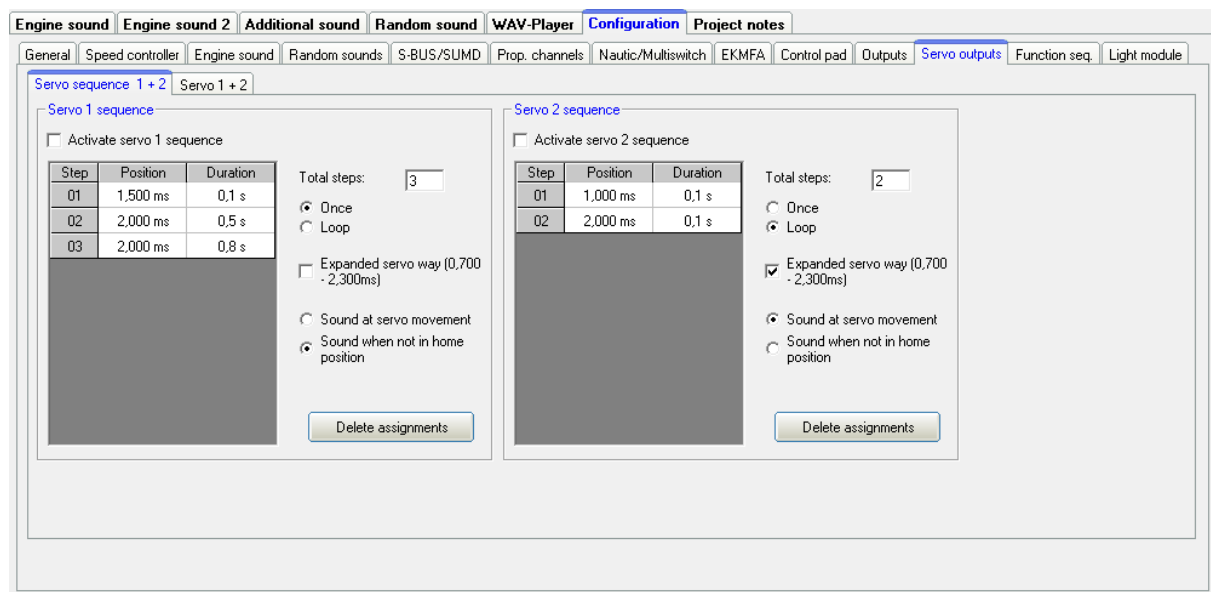 Engine sound Engine sound 2 Additional sound Random sound WAV-Player Configuration Project notes
General Speed controller Engine sound Random sounds S-BUS/SUMD Prop. channels Nautic/Multiswitch EKMFA Control pad Outputs Servo outputs Function seq. Light module
Servo sequence 1 + 2 Servo 1 + 2
Servo 1 sequence
Activate servo 1 sequence
Step Position Duration
01 1,500 ms 0,1 s
02 2,000 ms 0,5 s
03 2,000 ms 0,8 s
Total steps: 3
Once
Loop
Expanded servo way (0,700
- 2,300ms)
Sound at servo movement
Sound when not in home
position
Delete assignments
Servo 2 sequence
Activate servo 2 sequence
Step Position Duration
01 1,000 ms 0,1 s
02 2,000 ms 0,1 s
Total steps: 2
Once
Loop
Expanded servo way (0,700
- 2,300ms)
Sound at servo movement
Sound when not in home
position
Delete assignments